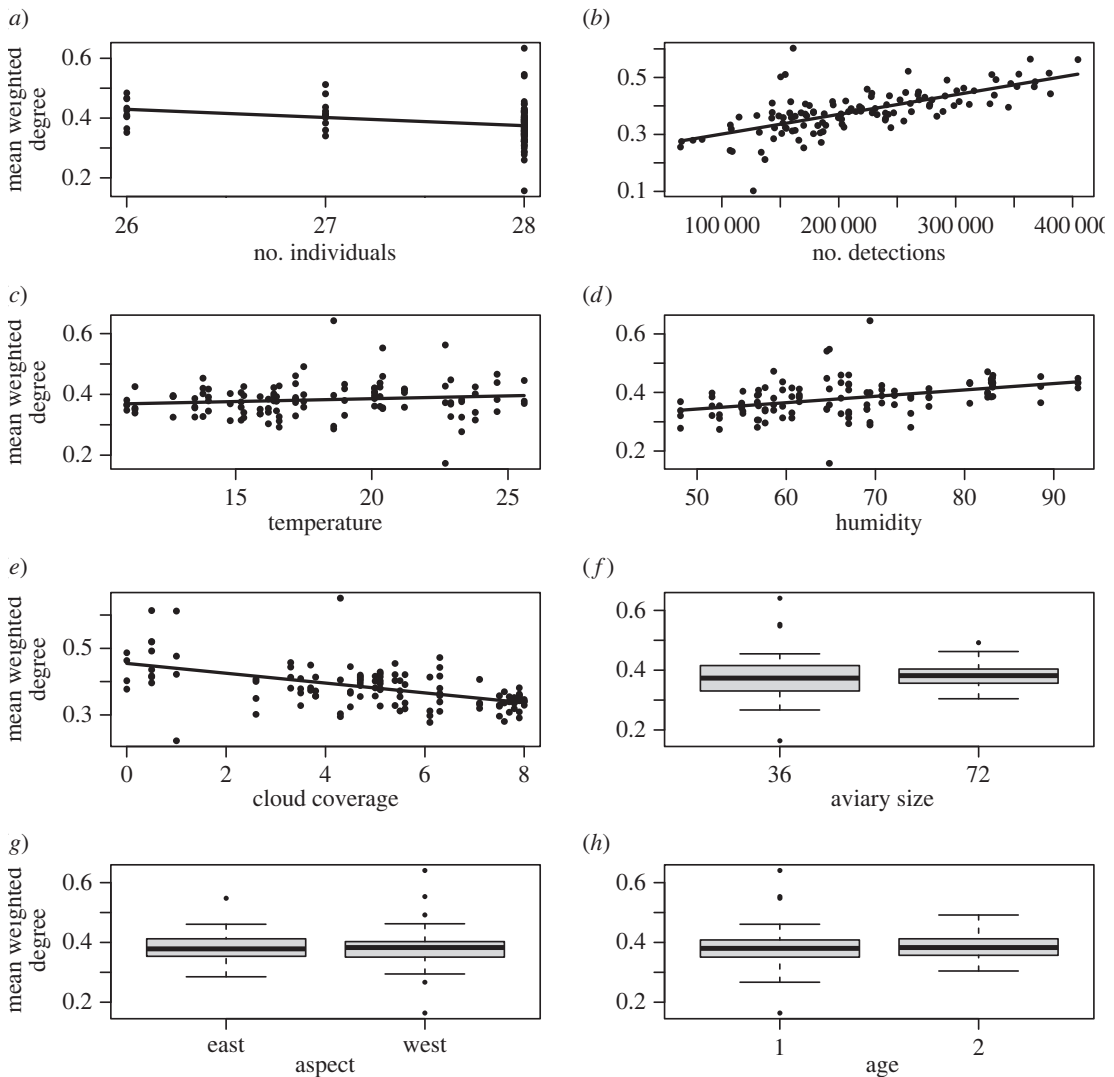 a)
(b)
mean weighted
degree
0.6
0.4
0.2
26
27
28
no. individuals
0.5
0.3
0.1
100 000
200 000
300 000
400 000
no. detections
c)
(d)
mean weighted
degree
0.6
0.4
0.2
15
20
25
temperature
0.6
0.4
0.2
50
60
70
80
90
humidity
e)
(f)
mean weighted
degree
0.5
0.3
0
2
4
6
8
cloud coverage
0.6
0.4
0.2
36
72
aviary size
g)
(h)
mean weighted
degree
0.6
0.4
0.2
east
west
aspect
0.6
0.4
0.2
1
2
age